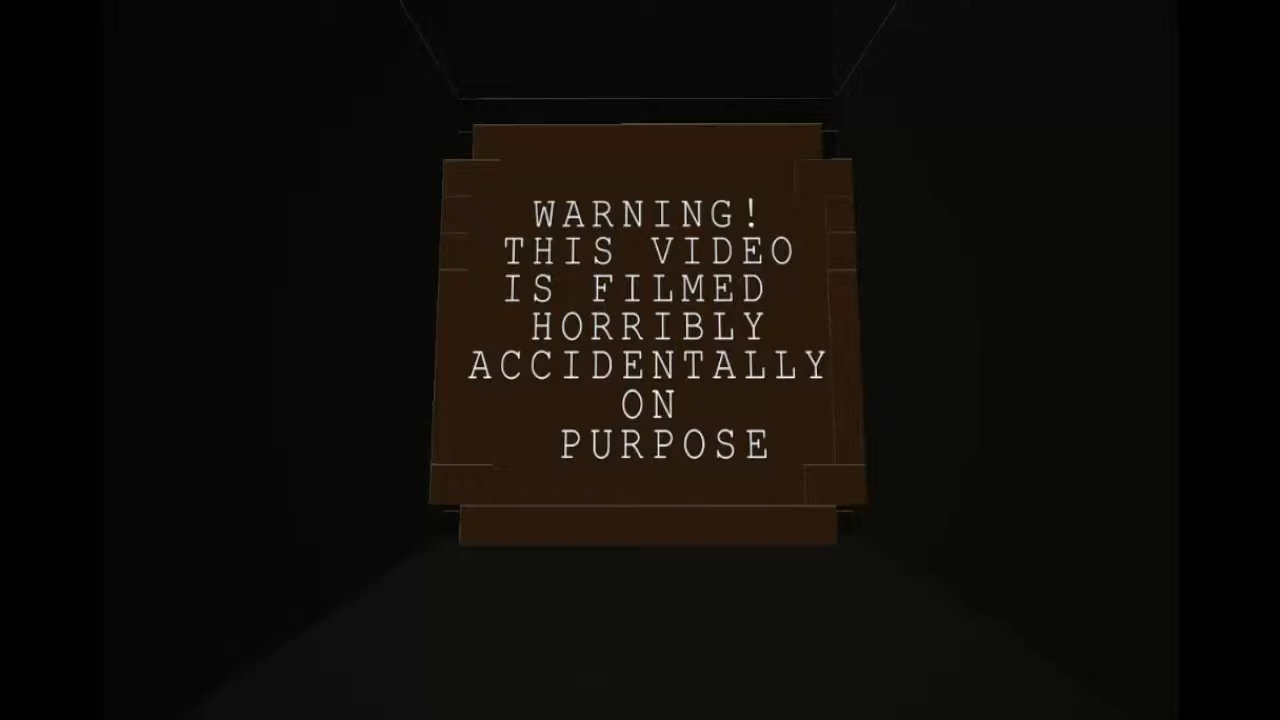 WARNING!
THIS VIDEO
IS FILMED
HORRIBLY
ACCIDENTALLY
ON
PURPOSE